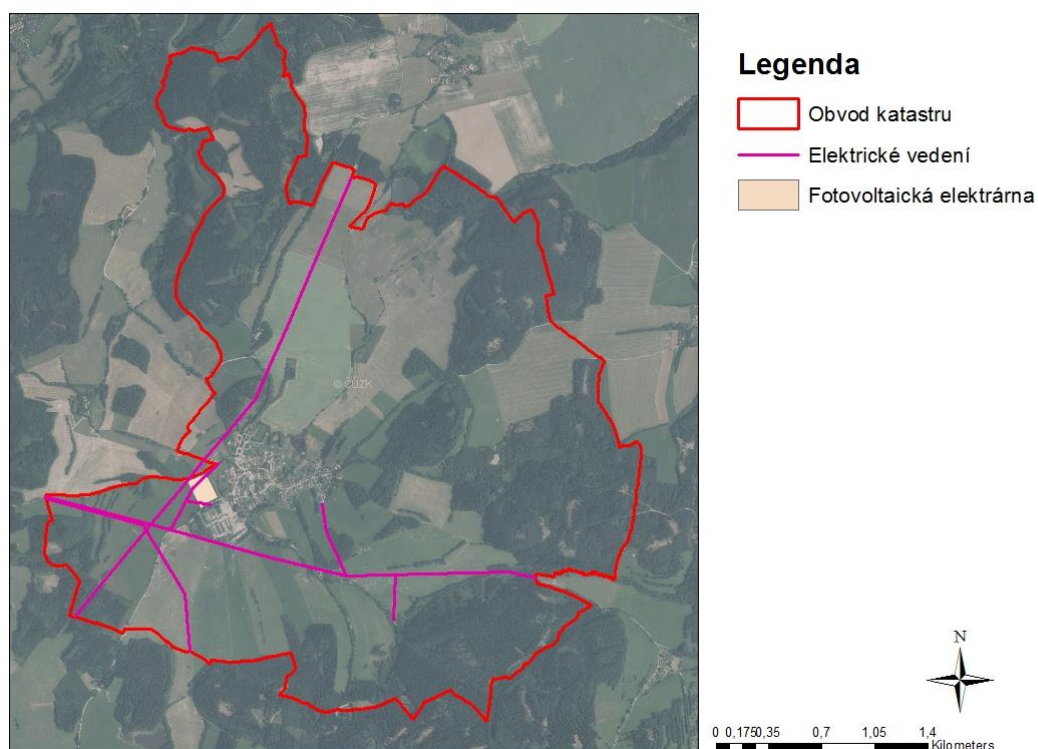 © ČÚZK
Legenda
Obvod katastru
Elektrické vedení
Fotovoltaická elektrárna
N
0 0,175 0,35 0,7 1,05 1,4
Kilometers